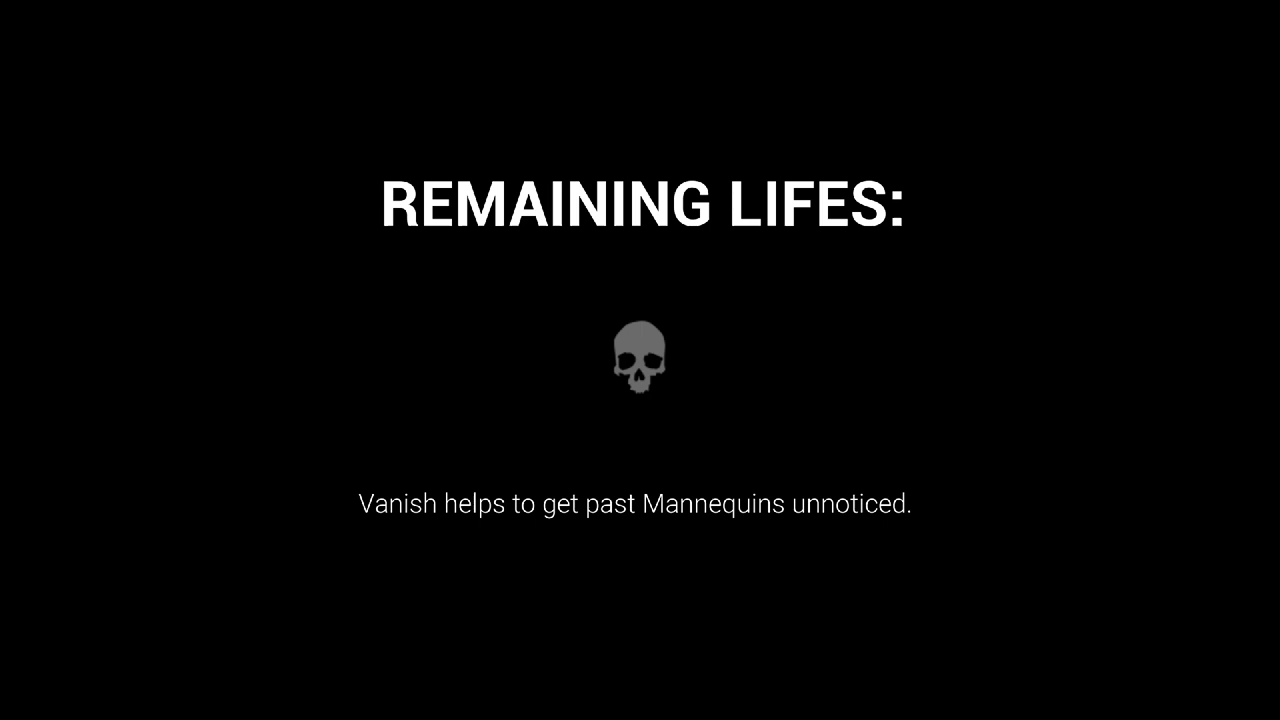 REMAINING LIFES:
Vanish helps to get past Mannequins unnoticed.